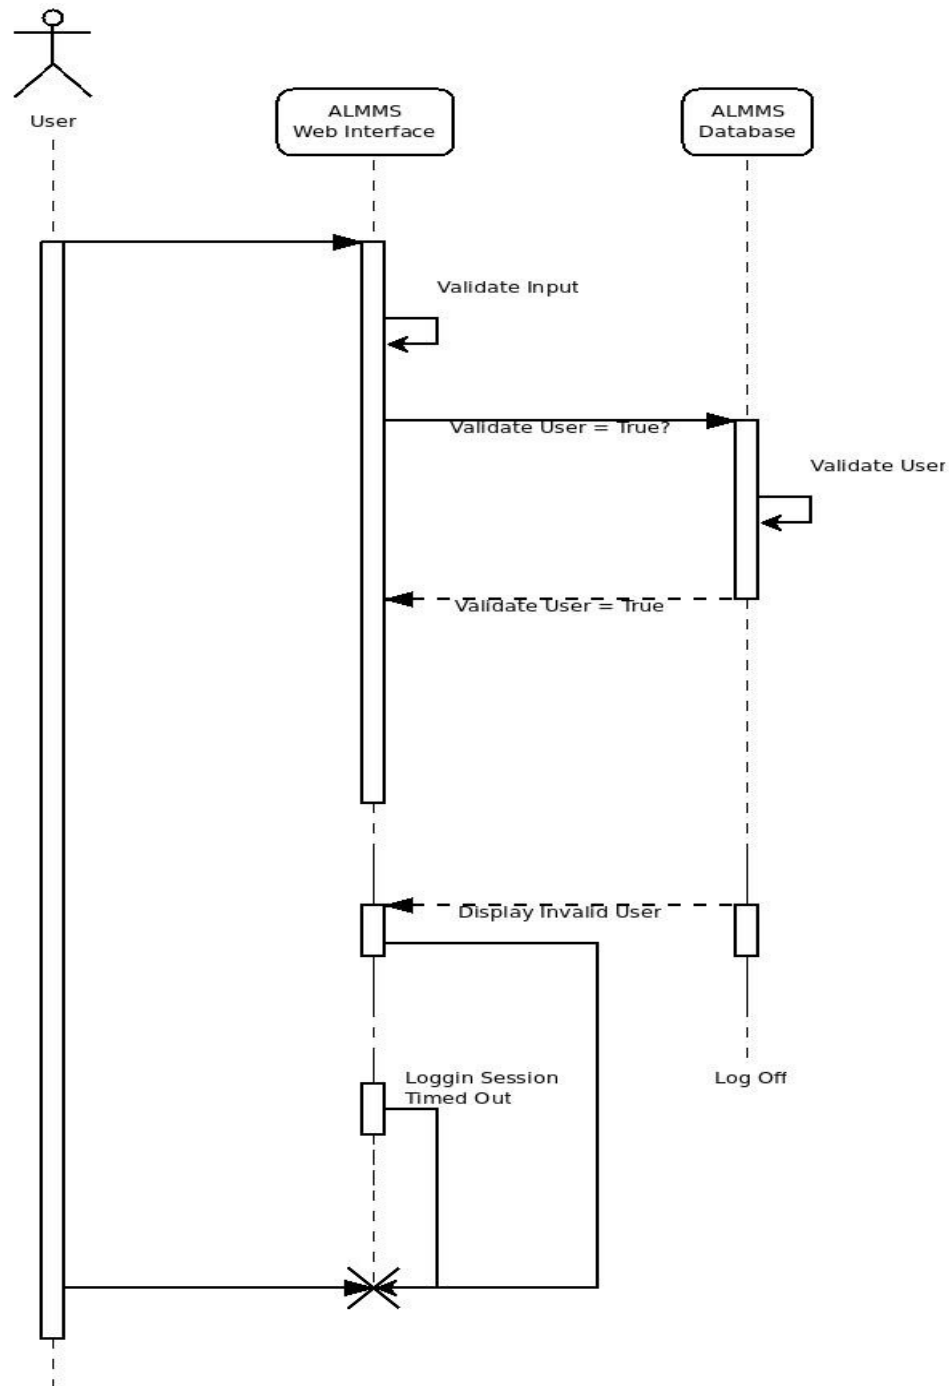 User
ALMMS
Web Interface
ALMMS
Database
Validate Input
Validate User = True?
Validate User
Validate User = True
Display Invalid User
Loggin Session
Timed Out
Log Off